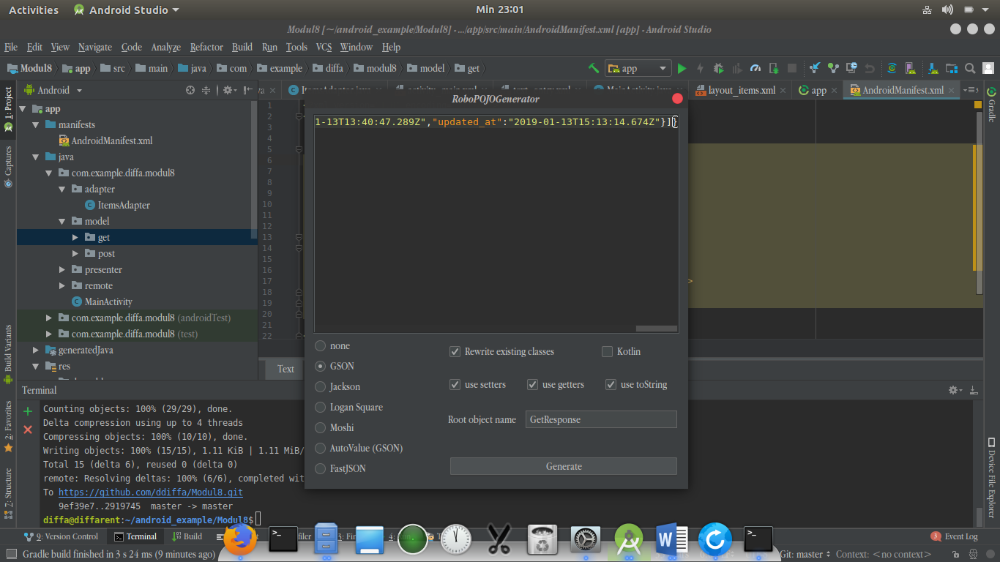 Activities Android Studio Min 23:01
Modul8 [~/android_example/Modul8] - .../app/src/main/AndroidManifest.xml [app] - Android Studio
File Edit View Navigate Code Analyze Refactor Build Run Tools VCS Window Help
Modul8 app src main java com example diffa modul8 model get app
Android
layout_items.xml app AndroidManifest.xml
RoboPOJOGenerator
1: Project
Captures
Build Variants
2: Favorites
7: Structure
app
manifests
AndroidManifest.xml
java
com.example.diffa.modul8
adapter
ItemsAdapter
model
get
post
presenter
remote
MainActivity
com.example.diffa.modul8 (androidTest)
com.example.diffa.modul8 (test)
generatedJava
res
1
2
3
4
5
6
7
8
9
10
11
12
13
14
15
16
17
18
19
20
21
22
1-13T13:40:47.289Z","updated_at":"2019-01-13T15:13:14.674Z"}]}
>
none
GSON
Jackson
Logan Square
Moshi
AutoValue (GSON)
FastJSON
Rewrite existing classes Kotlin
use setters use getters use toString
Root object name GetResponse
Generate
Text
Gradle
Device File Explorer
Terminal
Counting objects: 100% (29/29), done.
Delta compression using up to 4 threads
Compressing objects: 100% (10/10), done.
Writing objects: 100% (15/15), 1.11 KiB | 1.11 MiB/
Total 15 (delta 6), reused 0 (delta 0)
remote: Resolving deltas: 100% (6/6), completed wit
To https://github.com/ddiffa/Modul8.git
9ef39e7..2919745 master -> master
diffa@diffarent:~/android_example/Modul8$
9: Version Control Terminal Build 3 Event Log
Gradle build finished in 3 s 24 ms (9 minutes ago) Git: master Context: <no context>